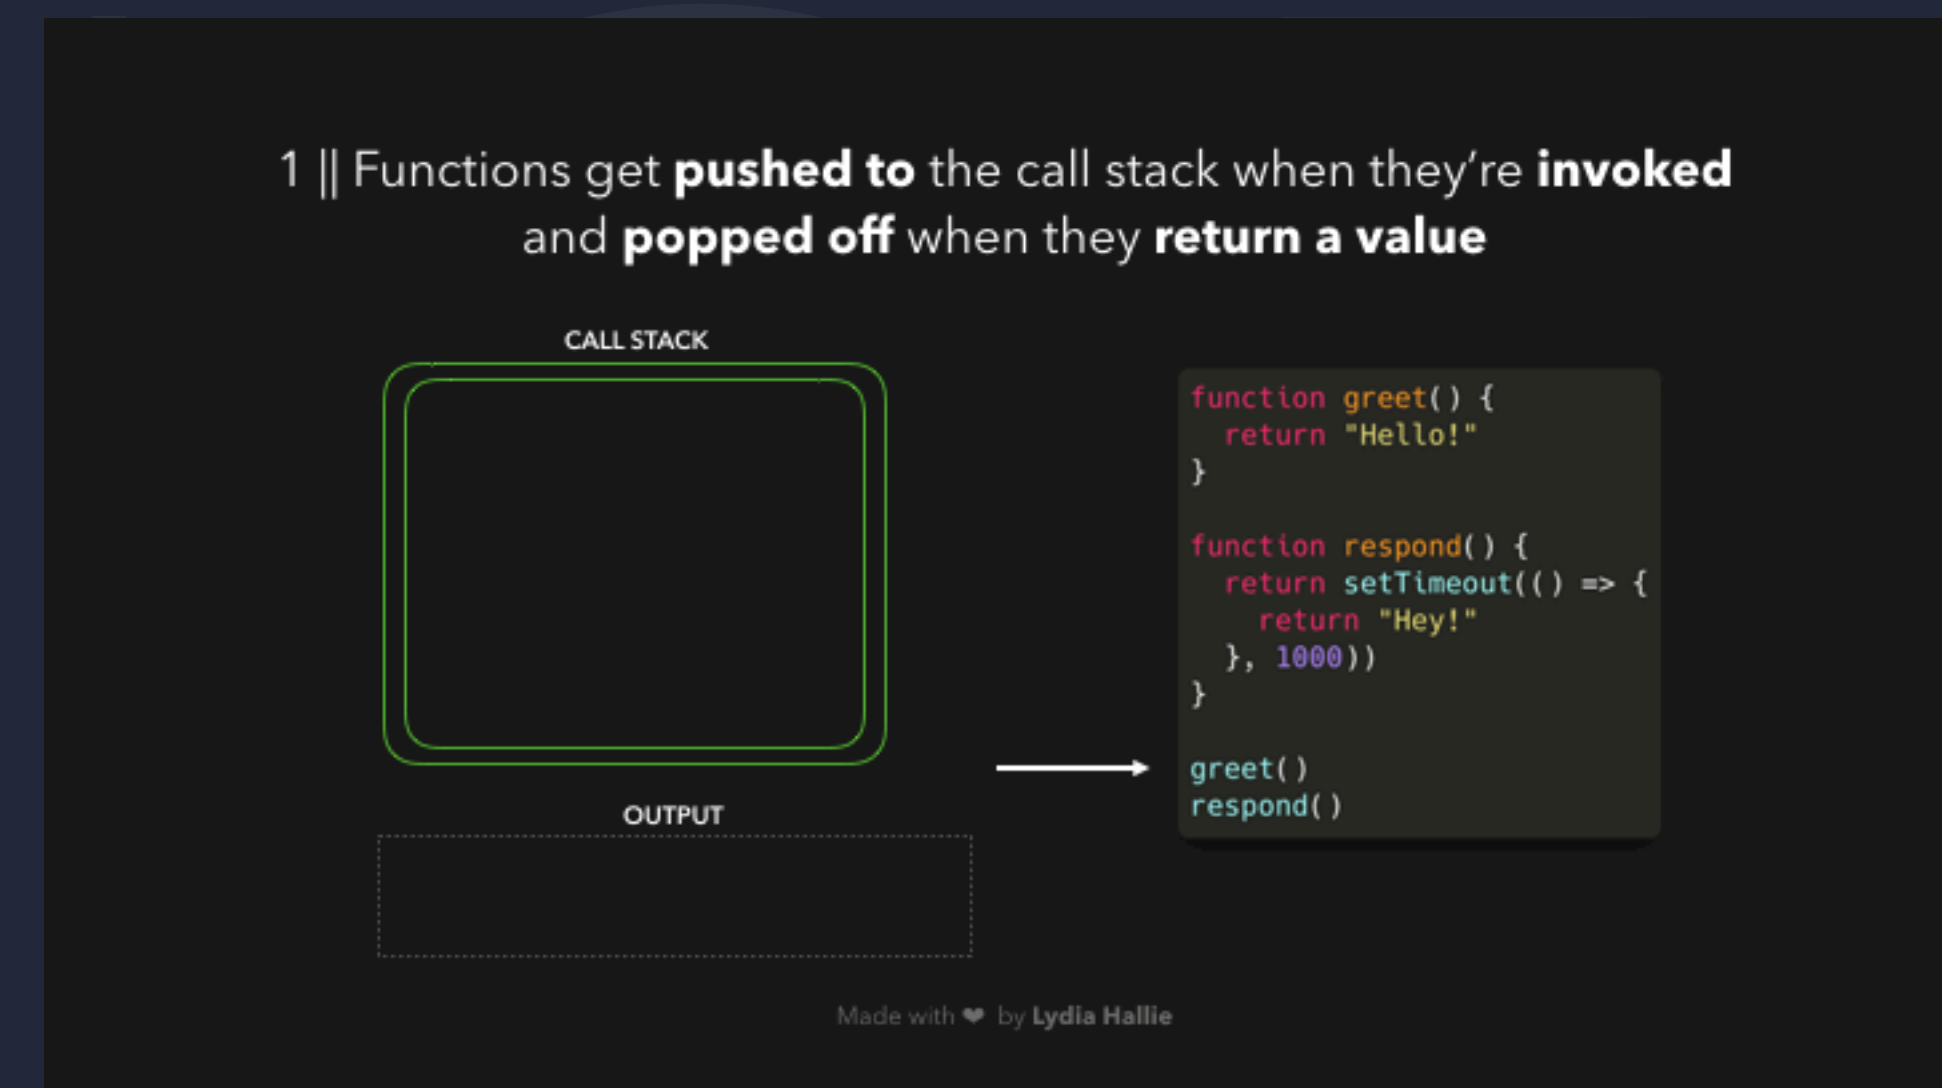 1 || Functions get pushed to the call stack when they’re invoked
and popped off when they return a value
CALL STACK
function greet() {
  return "Hello!"
}
function respond() {
  return setTimeout(() => {
    return "Hey!"
  }, 1000))
}
greet()
respond()
OUTPUT
Made with ❤ by Lydia Hallie